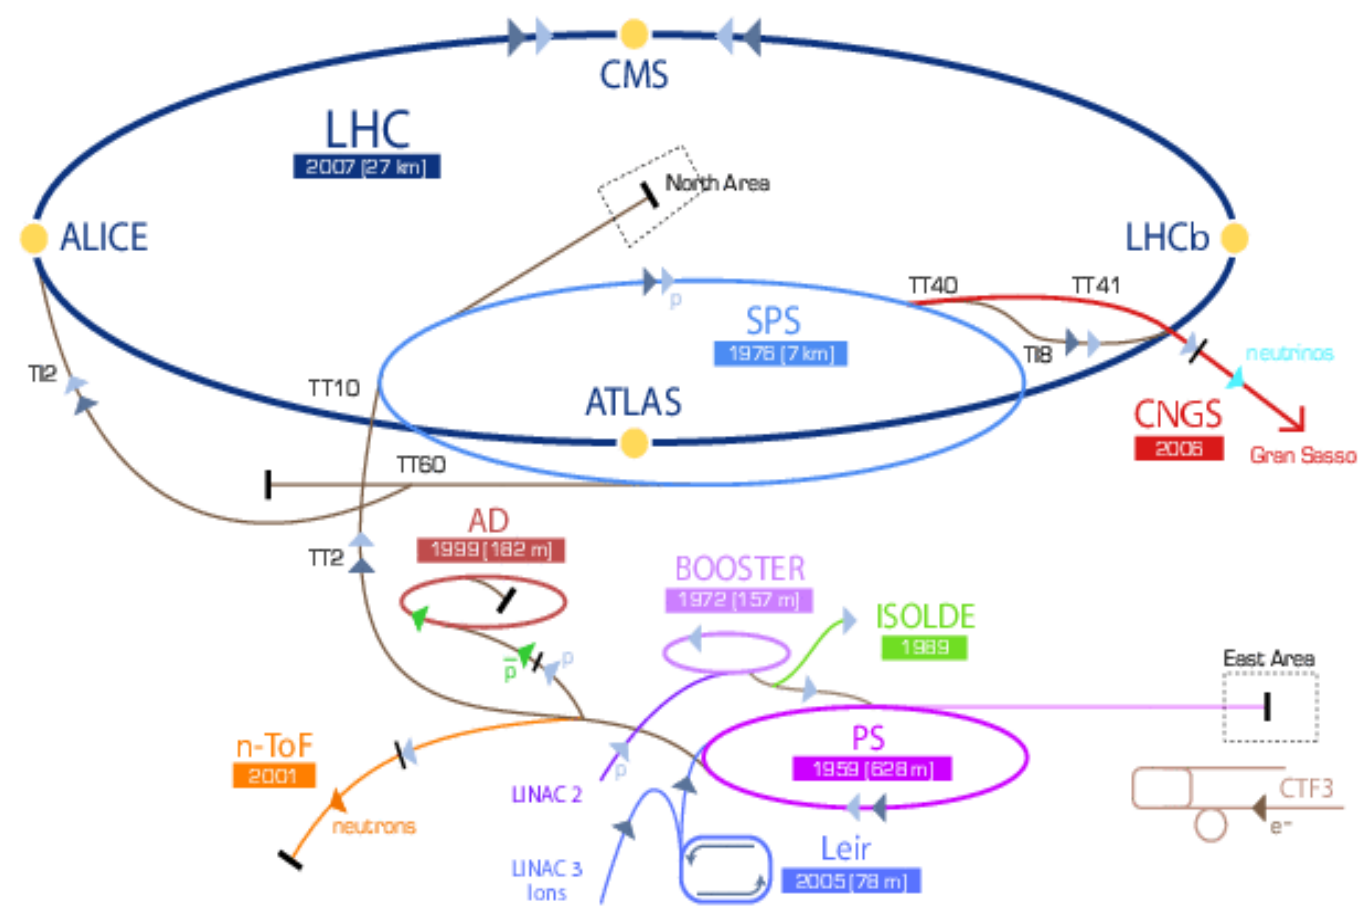 CMS
LHC
2007 (27 km)
North Area
ALICE
LHCb
p
TT40
TT41
SPS
1976 (7 km)
TI8
neutrinos
TI2
TT10
ATLAS
CNGS
2006
Gran Sasso
TT60
AD
1999 (182 m)
TT2
BOOSTER
1972 (157 m)
ISOLDE
1989
p
p̅
East Area
n-ToF
2001
PS
1959 (628 m)
p
LINAC 2
CTF3
neutrons
e-
LINAC 3
Ions
Leir
2005 (78 m)